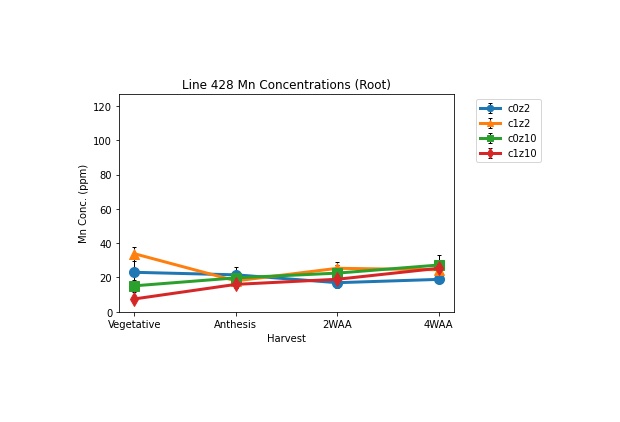 Line 428 Mn Concentrations (Root)
c0z2
c1z2
c0z10
c1z10
Mn Conc. (ppm)
120
100
80
60
40
20
0
Vegetative Anthesis 2WAA 4WAA
Harvest